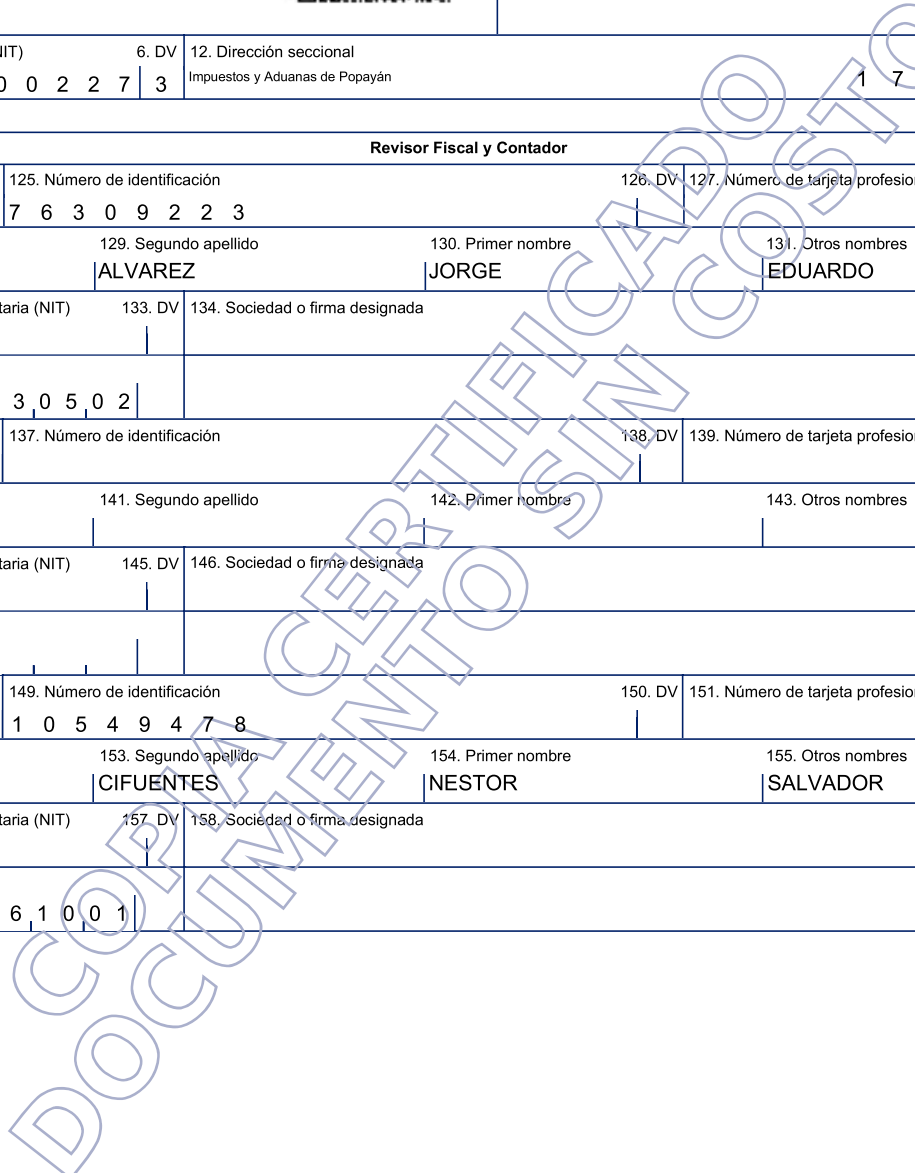 NIT) 6. DV 12. Dirección seccional
0 0 2 2 7 3 Impuestos y Aduanas de Popayán 1 7
Revisor Fiscal y Contador
125. Número de identificación 126. DV 127. Número de tarjeta profesio
7 6 3 0 9 2 2 3
129. Segundo apellido 130. Primer nombre 131. Otros nombres
ALVAREZ JORGE EDUARDO
taria (NIT) 133. DV 134. Sociedad o firma designada
3 0 5 0 2
137. Número de identificación 138. DV 139. Número de tarjeta profesio
141. Segundo apellido 142. Primer nombre 143. Otros nombres
taria (NIT) 145. DV 146. Sociedad o firma designada
149. Número de identificación 150. DV 151. Número de tarjeta profesio
1 0 5 4 9 4 7 8
153. Segundo apellido 154. Primer nombre 155. Otros nombres
CIFUENTES NESTOR SALVADOR
taria (NIT) 157. DV 158. Sociedad o firma designada
6 1 0 0 1
COPIA CERTIFICADO
DOCUMENTO SIN COSTO